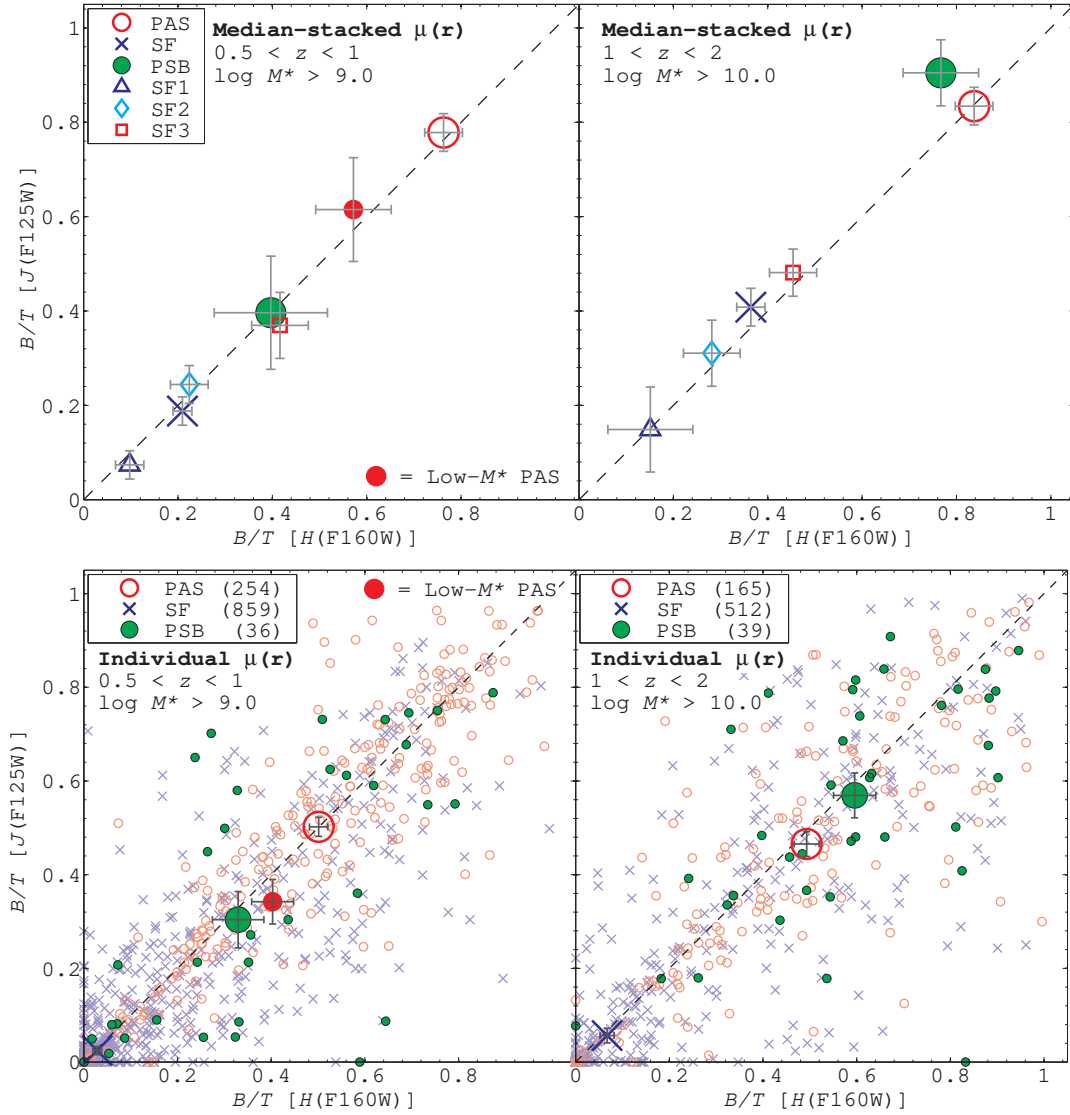 PAS
SF
PSB
SF1
SF2
SF3
Median-stacked μ(r)
0.5 < z < 1
log M* > 9.0
= Low-M* PAS
1
0.8
0.6
0.4
0.2
0
B/T [J(F125W)]
0 0.2 0.4 0.6 0.8
B/T [H(F160W)]
Median-stacked μ(r)
1 < z < 2
log M* > 10.0
0 0.2 0.4 0.6 0.8 1
B/T [H(F160W)]
PAS (254)
SF (859)
PSB (36)
= Low-M* PAS
Individual μ(r)
0.5 < z < 1
log M* > 9.0
1
0.8
0.6
0.4
0.2
0
B/T [J(F125W)]
0 0.2 0.4 0.6 0.8
B/T [H(F160W)]
PAS (165)
SF (512)
PSB (39)
Individual μ(r)
1 < z < 2
log M* > 10.0
0 0.2 0.4 0.6 0.8 1
B/T [H(F160W)]